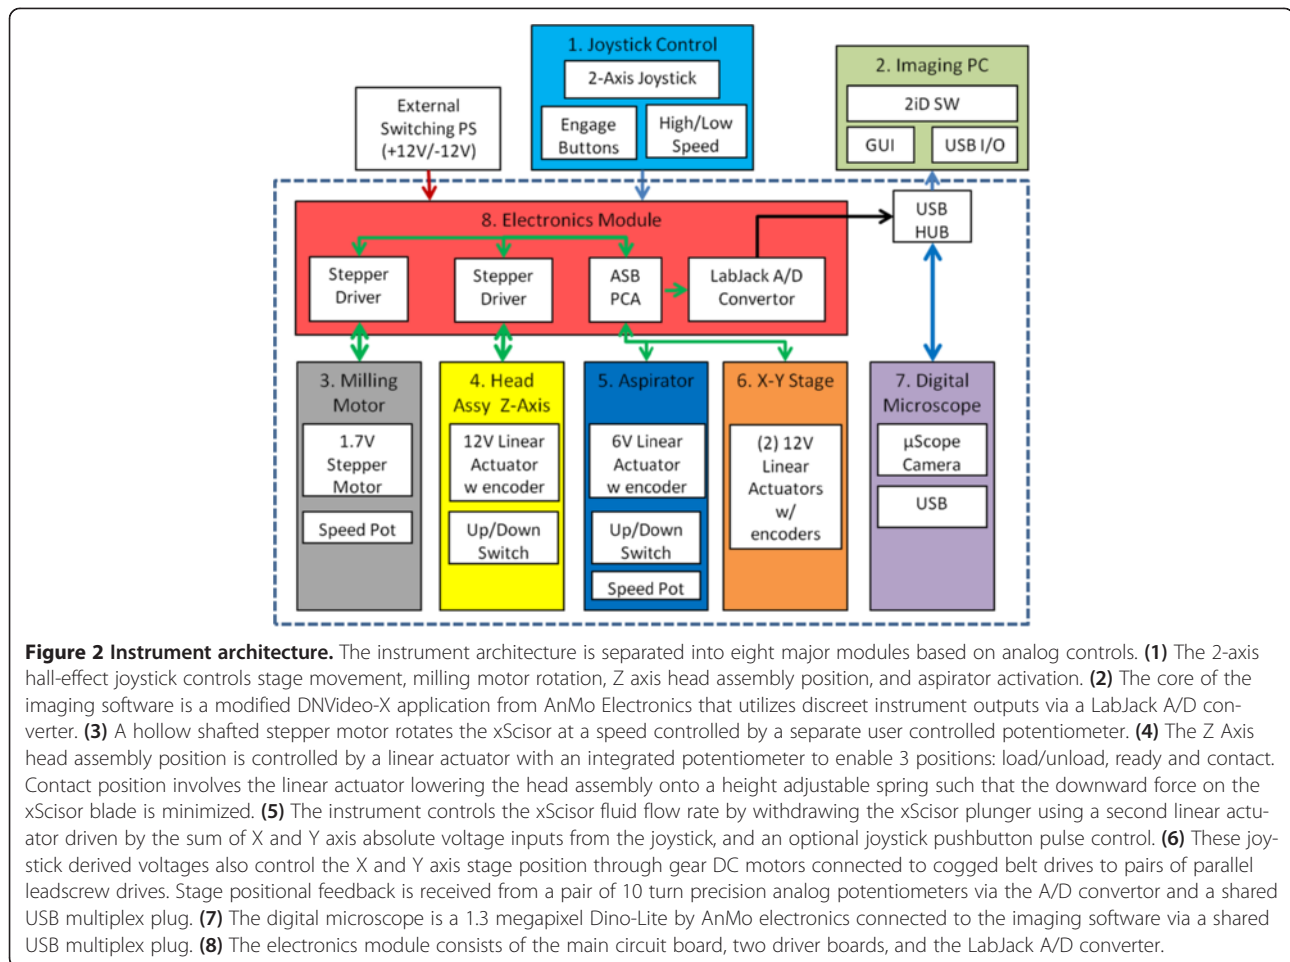 1. Joystick Control
2-Axis Joystick
Engage
Buttons
High/Low
Speed
2. Imaging PC
2iD SW
GUI
USB I/O
External
Switching PS
(+12V/-12V)
USB
HUB
8. Electronics Module
Stepper
Driver
Stepper
Driver
ASB
PCA
LabJack A/D
Convertor
3. Milling
Motor
1.7V
Stepper
Motor
Speed Pot
4. Head
Assy Z-Axis
12V Linear
Actuator
w encoder
Up/Down
Switch
5. Aspirator
6V Linear
Actuator
w encoder
Up/Down
Switch
Speed Pot
6. X-Y Stage
(2) 12V
Linear
Actuators
w/
encoders
7. Digital
Microscope
µScope
Camera
USB
Figure 2 Instrument architecture. The instrument architecture is separated into eight major modules based on analog controls. (1) The 2-axis
hall-effect joystick controls stage movement, milling motor rotation, Z axis head assembly position, and aspirator activation. (2) The core of the
imaging software is a modified DNVideo-X application from AnMo Electronics that utilizes discreet instrument outputs via a LabJack A/D con-
verter. (3) A hollow shafted stepper motor rotates the xScisor at a speed controlled by a separate user controlled potentiometer. (4) The Z Axis
head assembly position is controlled by a linear actuator with an integrated potentiometer to enable 3 positions: load/unload, ready and contact.
Contact position involves the linear actuator lowering the head assembly onto a height adjustable spring such that the downward force on the
xScisor blade is minimized. (5) The instrument controls the xScisor fluid flow rate by withdrawing the xScisor plunger using a second linear actu-
ator driven by the sum of X and Y axis absolute voltage inputs from the joystick, and an optional joystick pushbutton pulse control. (6) These joy-
stick derived voltages also control the X and Y axis stage position through gear DC motors connected to cogged belt drives to pairs of parallel
leadscrew drives. Stage positional feedback is received from a pair of 10 turn precision analog potentiometers via the A/D convertor and a shared
USB multiplex plug. (7) The digital microscope is a 1.3 megapixel Dino-Lite by AnMo electronics connected to the imaging software via a shared
USB multiplex plug. (8) The electronics module consists of the main circuit board, two driver boards, and the LabJack A/D converter.